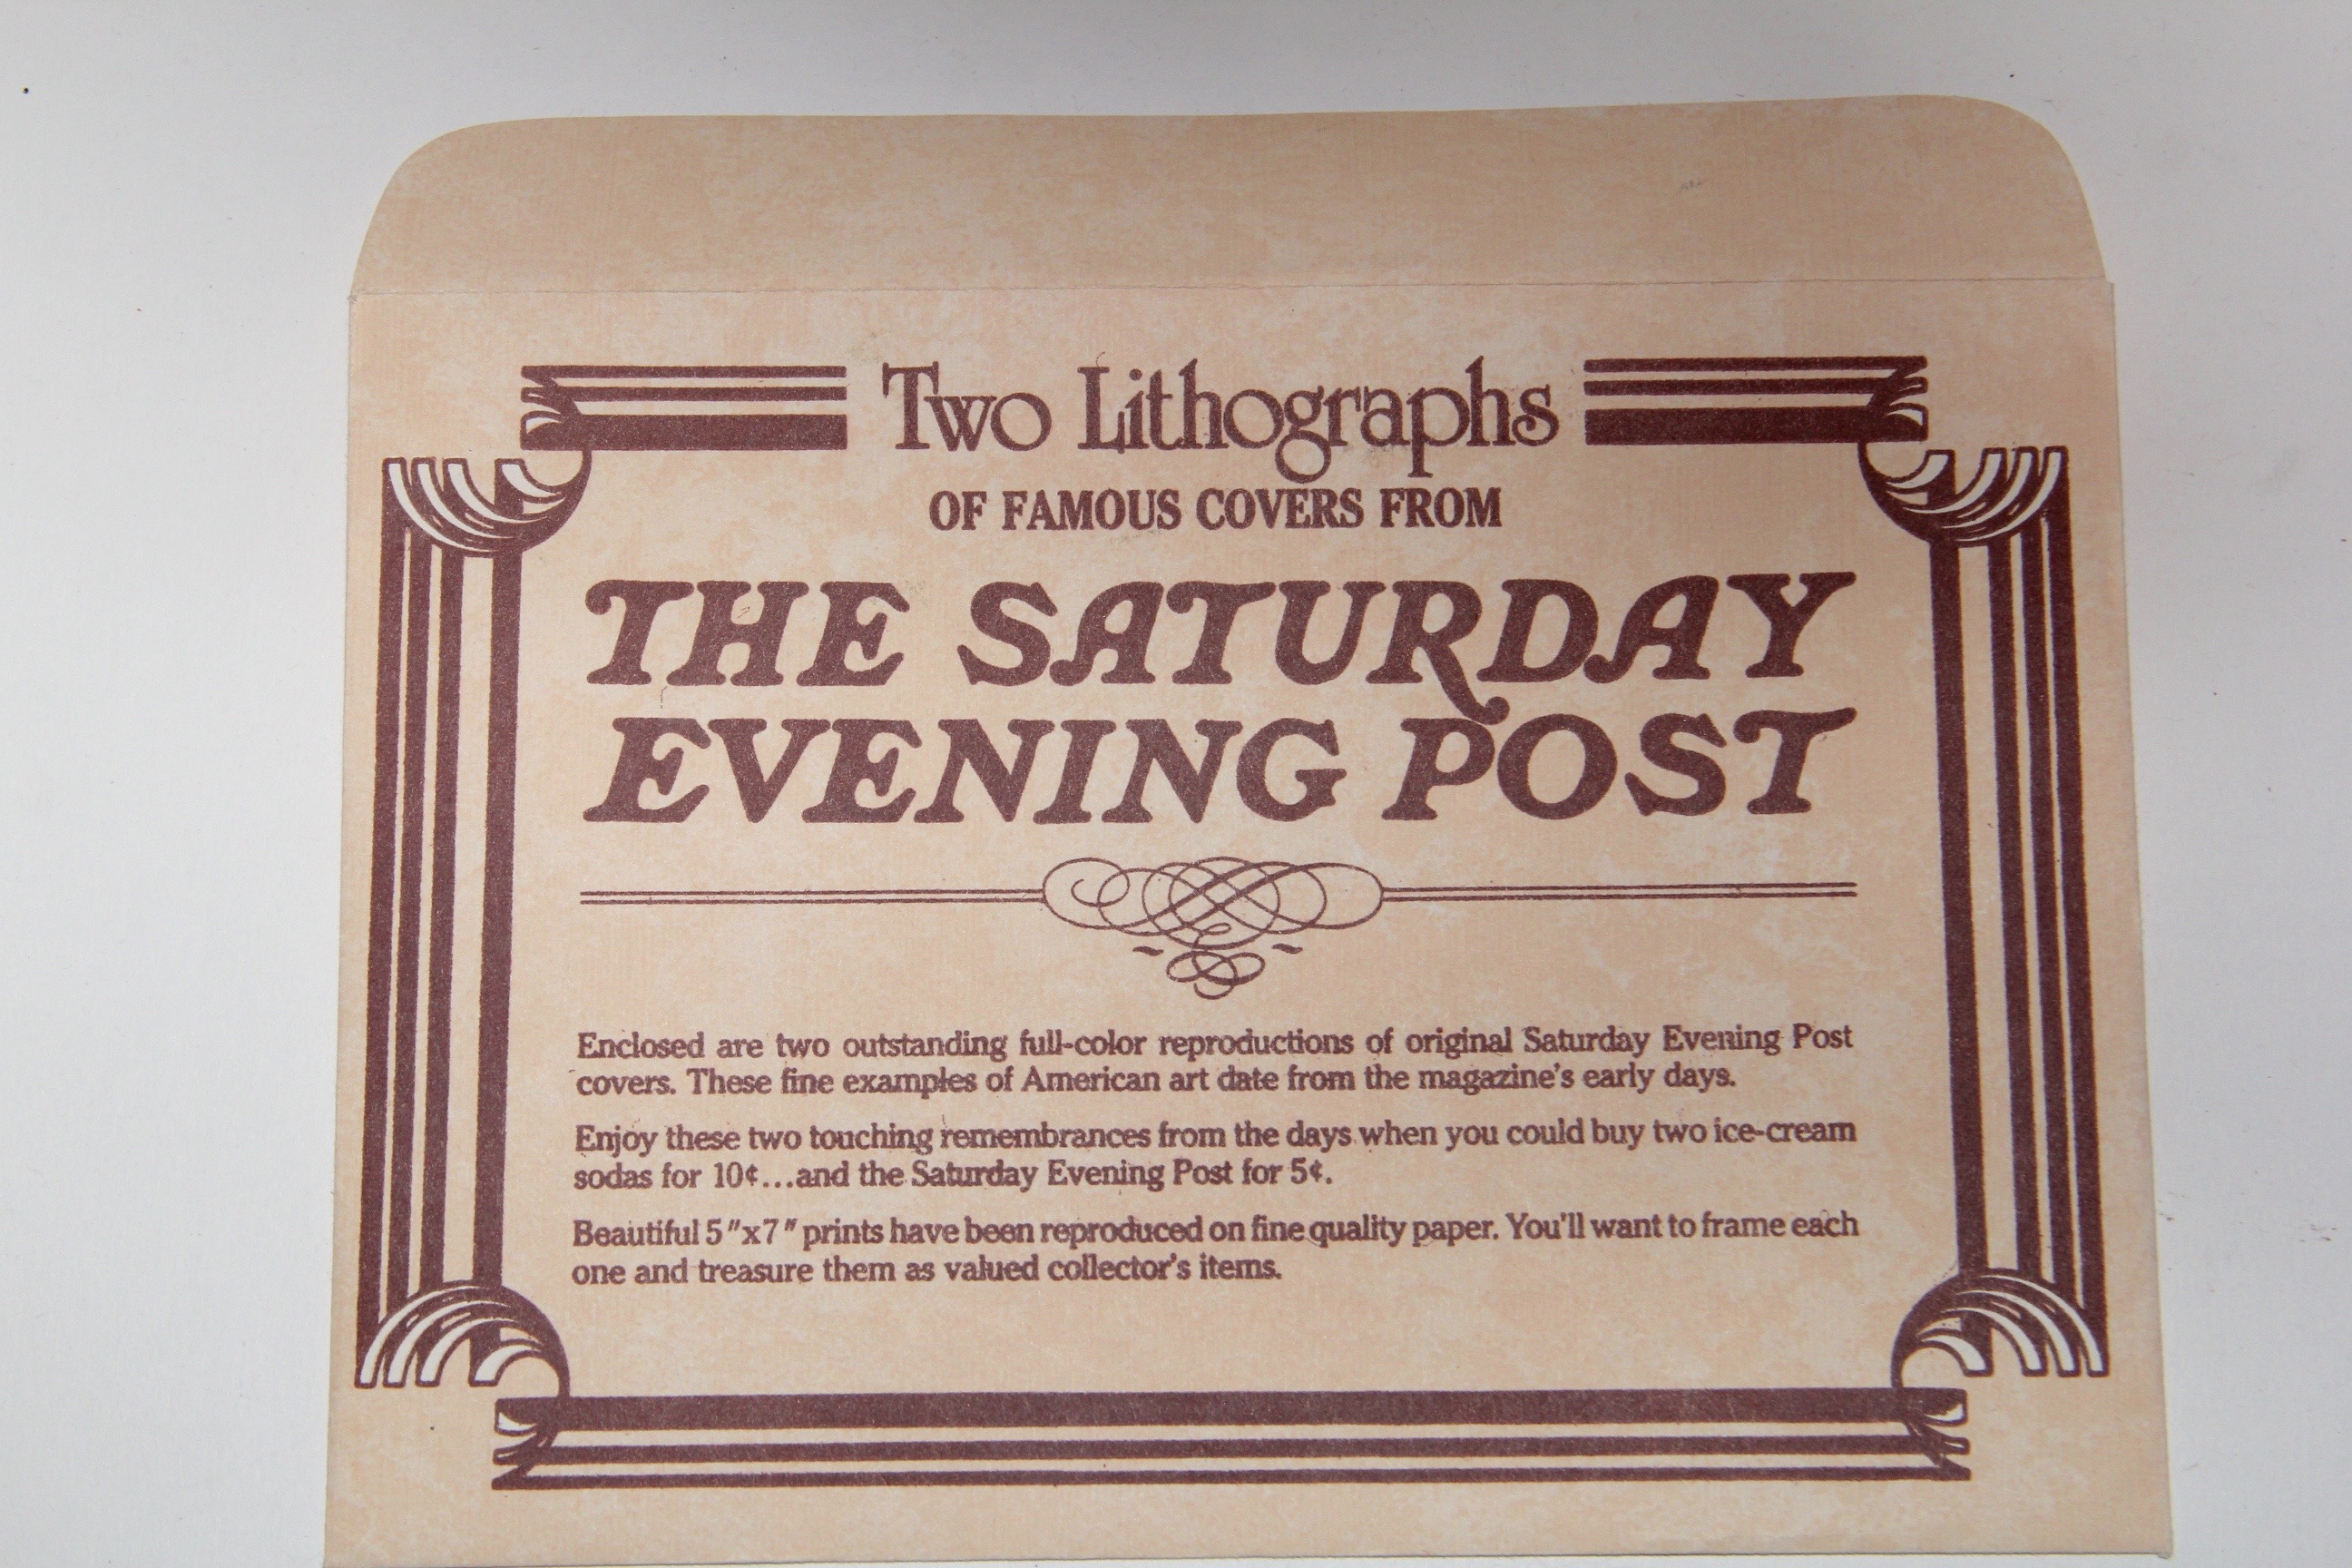 Two Lithographs
OF FAMOUS COVERS FROM
THE SATURDAY
EVENING POST
Enclosed are two outstanding full-color reproductions of original Saturday Evening Post
covers. These fine examples of American art date from the magazine's early days.
Enjoy these two touching remembrances from the days when you could buy two ice-cream
sodas for 10¢...and the Saturday Evening Post for 5¢.
Beautiful 5"x7" prints have been reproduced on fine quality paper. You'll want to frame each
one and treasure them as valued collector's items.